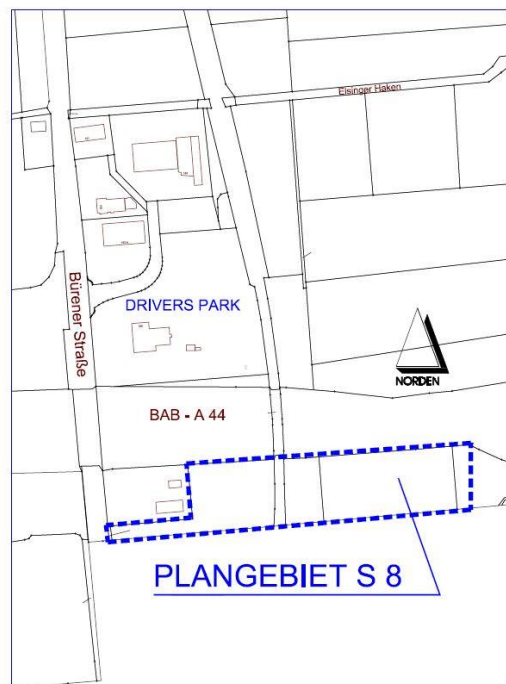 Eisinger Haken
Bürener Straße
DRIVERS PARK
NORDEN
BAB - A 44
PLANGEBIET S 8